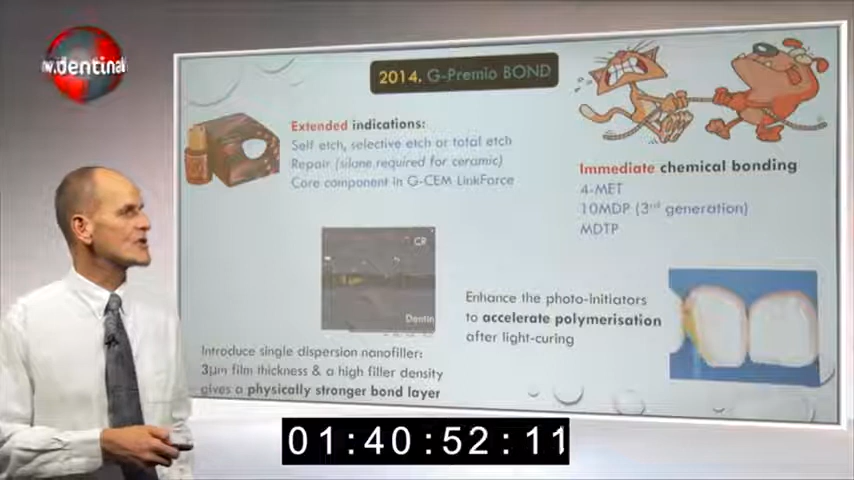 w.dentinal
2014, G-Premio BOND
Extended indications:
Self etch, selective etch or total etch
Repair (silane required for ceramic)
Core component in G-CEM LinkForce
Immediate chemical bonding
4-MET
10MDP (3rd generation)
MDTP
CR
Dentin
Enhance the photo-initiators
to accelerate polymerisation
after light-curing
Introduce single dispersion nanofiller:
3µm film thickness & a high filler density
gives a physically stronger bond layer
01:40:52:11